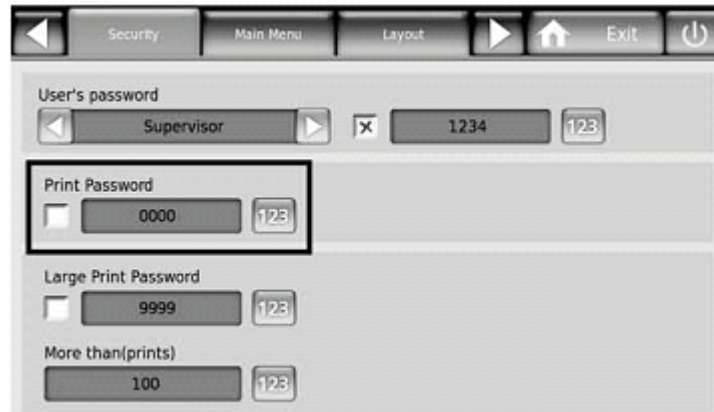 Security Main Menu Layout Exit
User's password
Supervisor 1234 123
Print Password
0000 123
Large Print Password
9999 123
More than(prints)
100 123